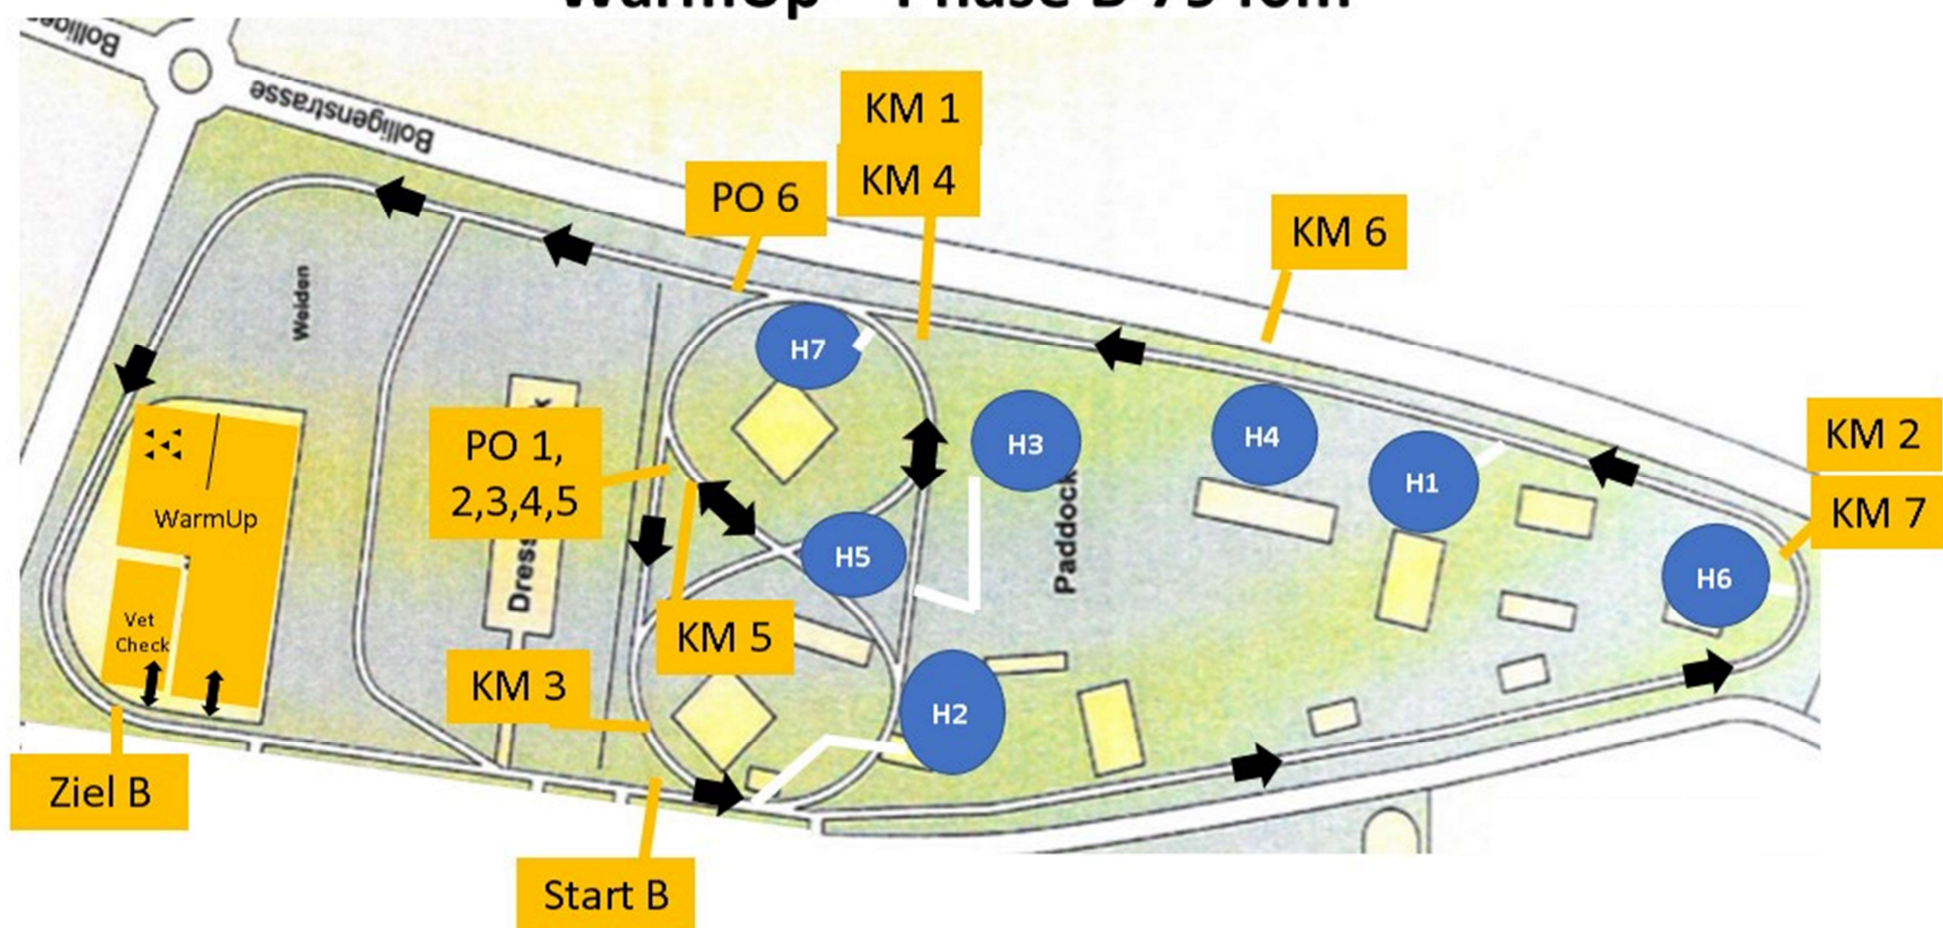 Bolligenstrasse
KM 1
KM 4
PO 6
KM 6
Weiden
H7
H3
H4
H1
KM 2
KM 7
PO 1,
2,3,4,5
WarmUp
H5
H6
Paddock
Vet
Check
KM 5
KM 3
H2
Ziel B
Start B